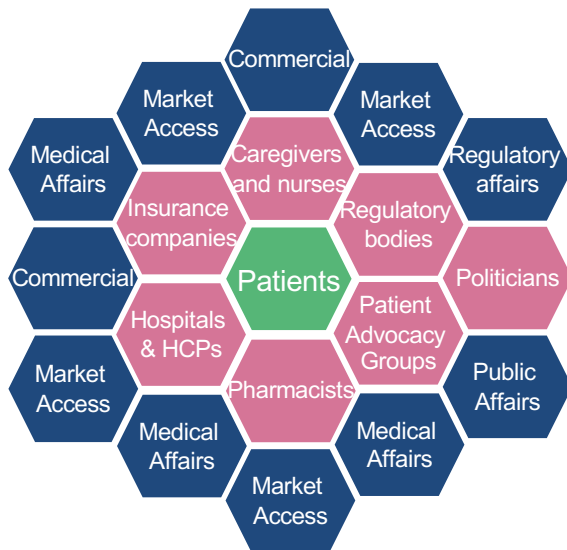 Commercial
Market
Access
Market
Access
Medical
Affairs
Caregivers
and nurses
Regulatory
affairs
Insurance
companies
Regulatory
bodies
Commercial
Patients
Politicians
Hospitals
& HCPs
Patient
Advocacy
Groups
Market
Access
Pharmacists
Public
Affairs
Medical
Affairs
Medical
Affairs
Market
Access